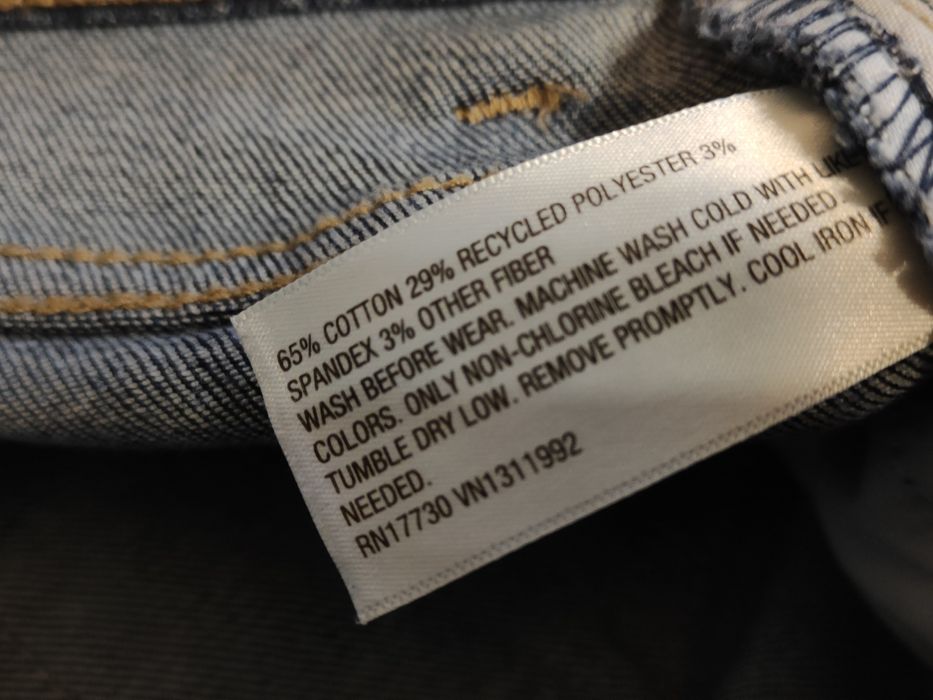 65% COTTON 29% RECYCLED POLYESTER 3%
SPANDEX 3% OTHER FIBER
WASH BEFORE WEAR. MACHINE WASH COLD WITH LIKE
COLORS. ONLY NON-CHLORINE BLEACH IF NEEDED.
TUMBLE DRY LOW. REMOVE PROMPTLY. COOL IRON IF
NEEDED.
RN17730 VN1311992